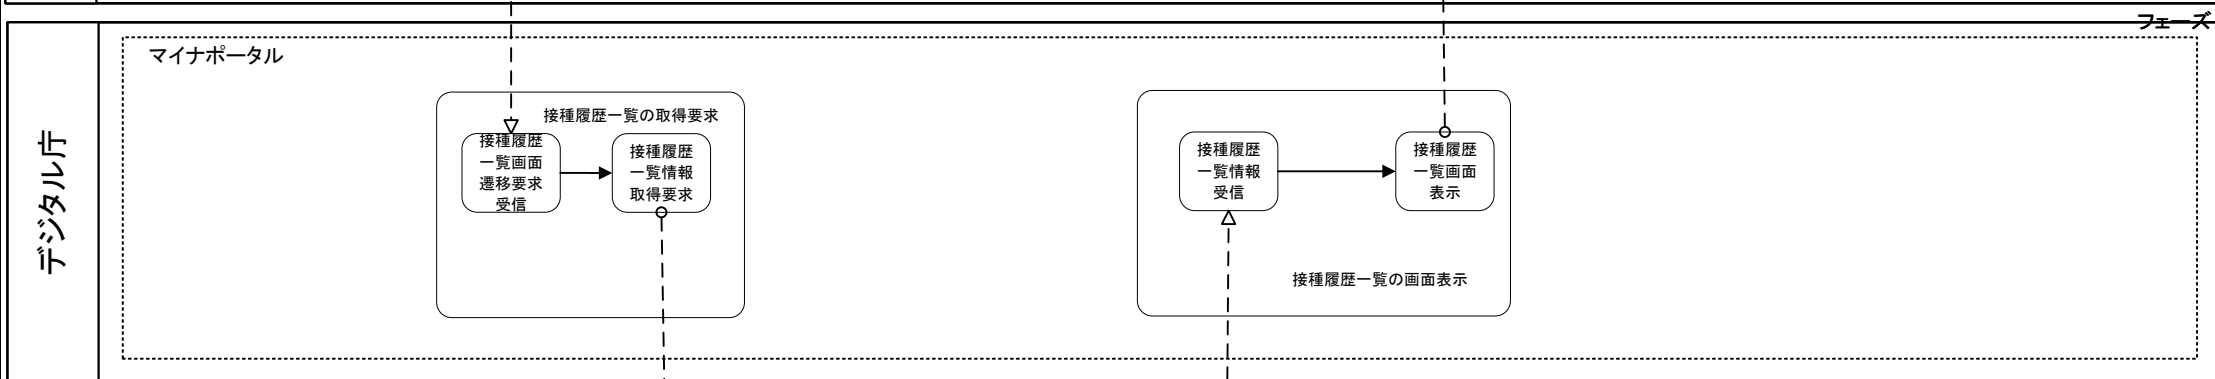 フェーズ
デジタル庁
マイナポータル
接種履歴一覧の取得要求
接種履歴
一覧画面
遷移要求
受信
接種履歴
一覧情報
取得要求
接種履歴
一覧情報
受信
接種履歴
一覧画面
表示
接種履歴一覧の画面表示